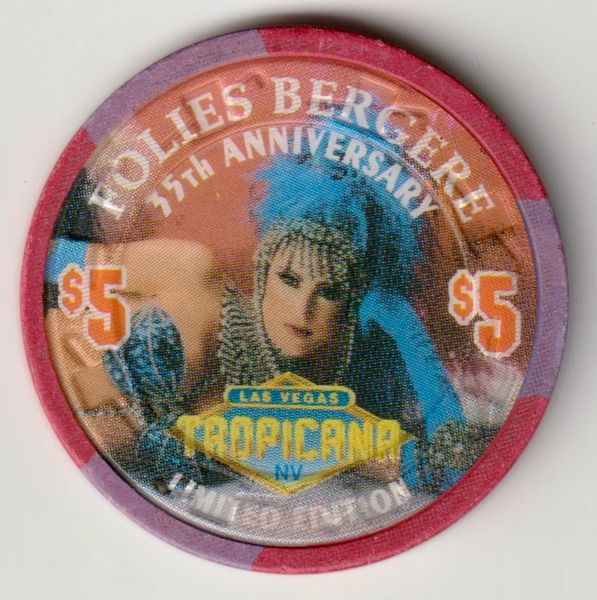 FOLIES BERGERE
35th ANNIVERSARY
$5
$5
LAS VEGAS
TROPICANA
NV
LIMITED EDITION